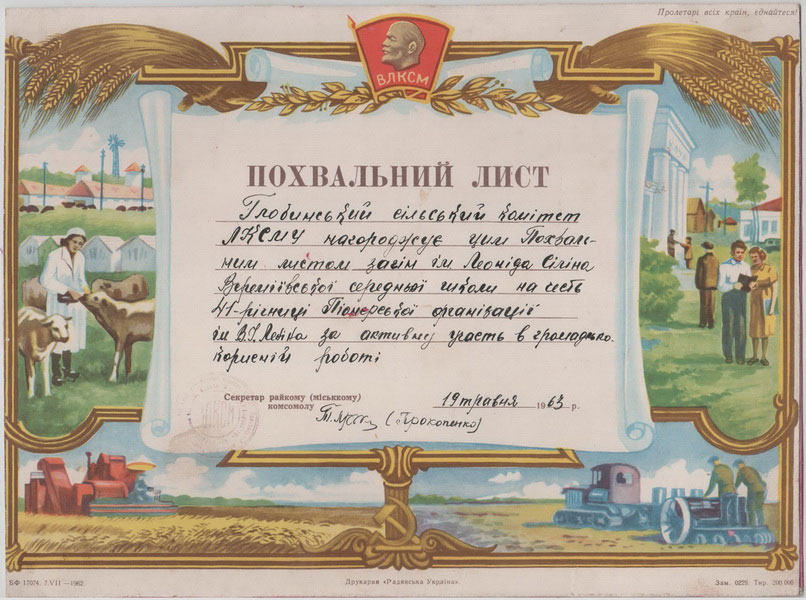 Пролетарі всіх країн, єднайтеся!
ВЛКСМ
ПОХВАЛЬНИЙ ЛИСТ
Глобинський сільський комітет
ЛКСМУ нагороджує цим Похваль-
ним листом загін ім Леоніда
Єреміївської середньої школи на честь
41-річниці Піонерської організації
ім В.І. Леніна за активну участь в громадсько
корисній роботі
Секретар райкому (міськкому)
комсомолу
19 травня 1963 р.
(Прокопенко)
БФ 17074. 7.VII —1962.
Друкарня «Радянська Україна».
Зам. 0229. Тир. 200 000